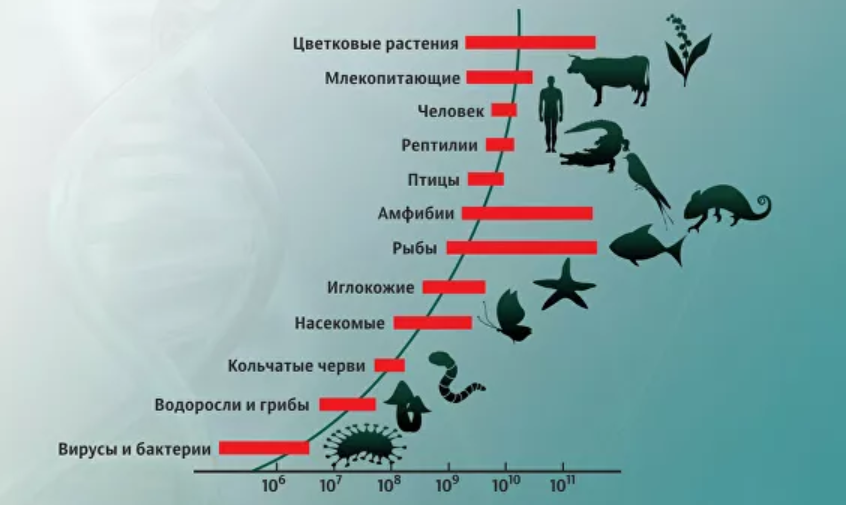 Цветковые растения
Млекопитающие
Человек
Рептилии
Птицы
Амфибии
Рыбы
Иглокожие
Насекомые
Кольчатые черви
Водоросли и грибы
Вирусы и бактерии
10⁶ 10⁷ 10⁸ 10⁹ 10¹⁰ 10¹¹